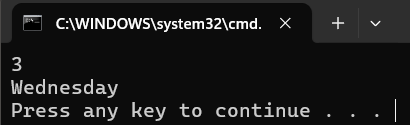 C:\WINDOWS\system32\cmd.
3
Wednesday
Press any key to continue . . .